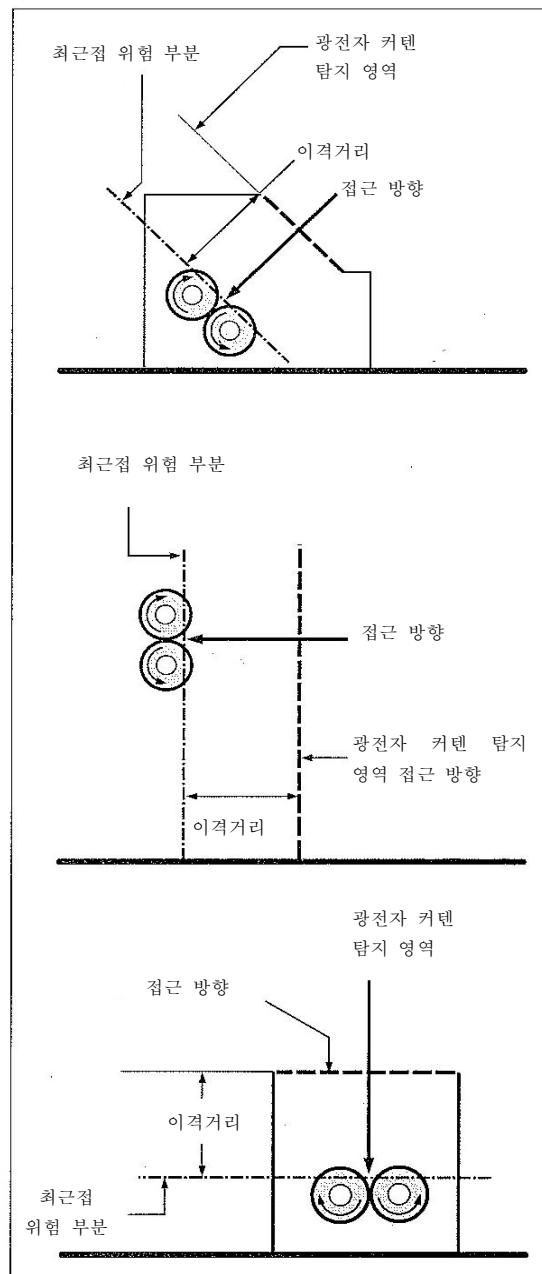 최근접 위험 부분
광전자 커텐
탐지 영역
이격거리
접근 방향
최근접 위험 부분
접근 방향
광전자 커텐 탐지
영역 접근 방향
이격거리
광전자 커텐
탐지 영역
접근 방향
이격거리
최근접
위험 부분